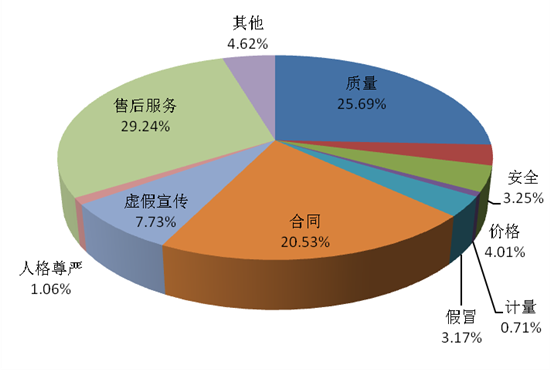 其他
4.62%
质量
25.69%
售后服务
29.24%
安全
3.25%
虚假宣传
7.73%
合同
20.53%
价格
4.01%
人格尊严
1.06%
计量
0.71%
假冒
3.17%